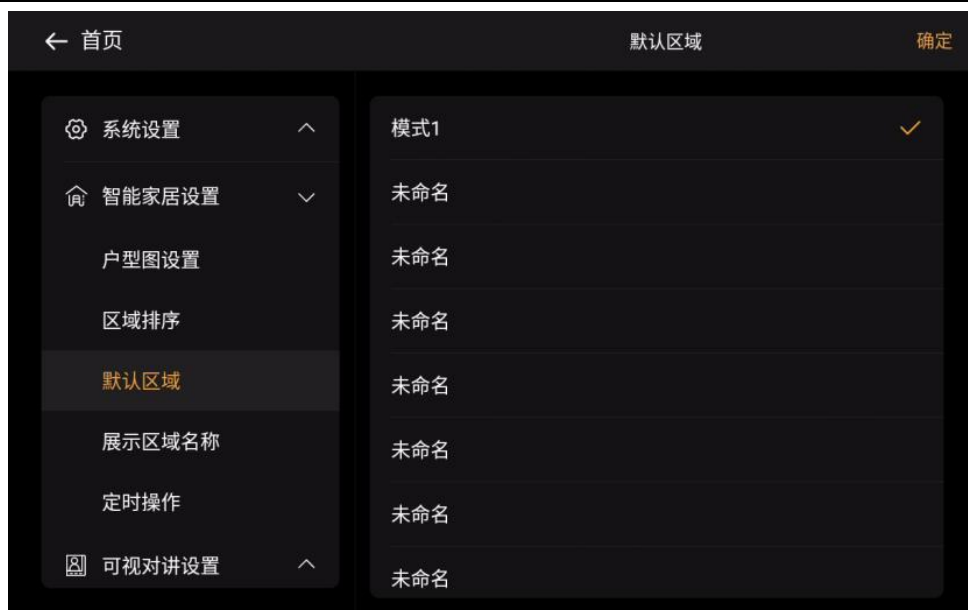 首页
默认区域
确定
系统设置
智能家居设置
户型图设置
区域排序
默认区域
展示区域名称
定时操作
可视对讲设置
模式1
未命名
未命名
未命名
未命名
未命名
未命名
未命名